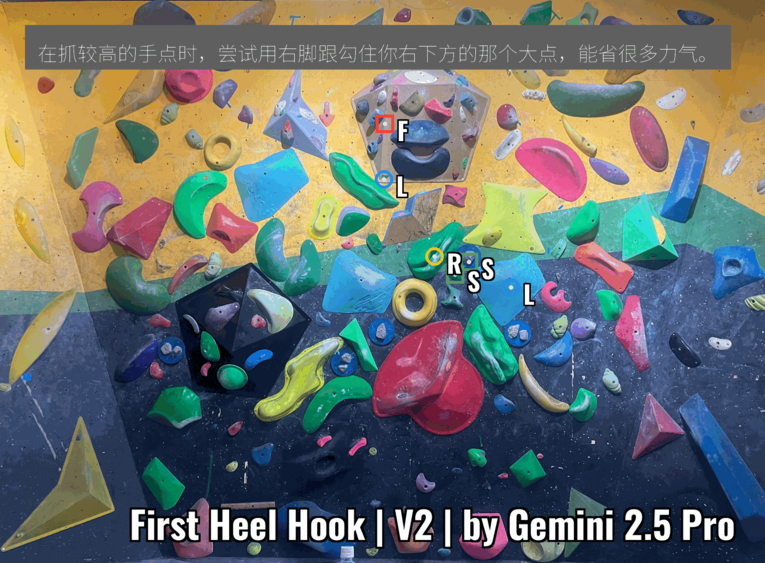 在抓较高的手点时，尝试用右脚跟勾住你右下方的那个大点，能省很多力气。
F
L
R
S
S
L
First Heel Hook | V2 | by Gemini 2.5 Pro